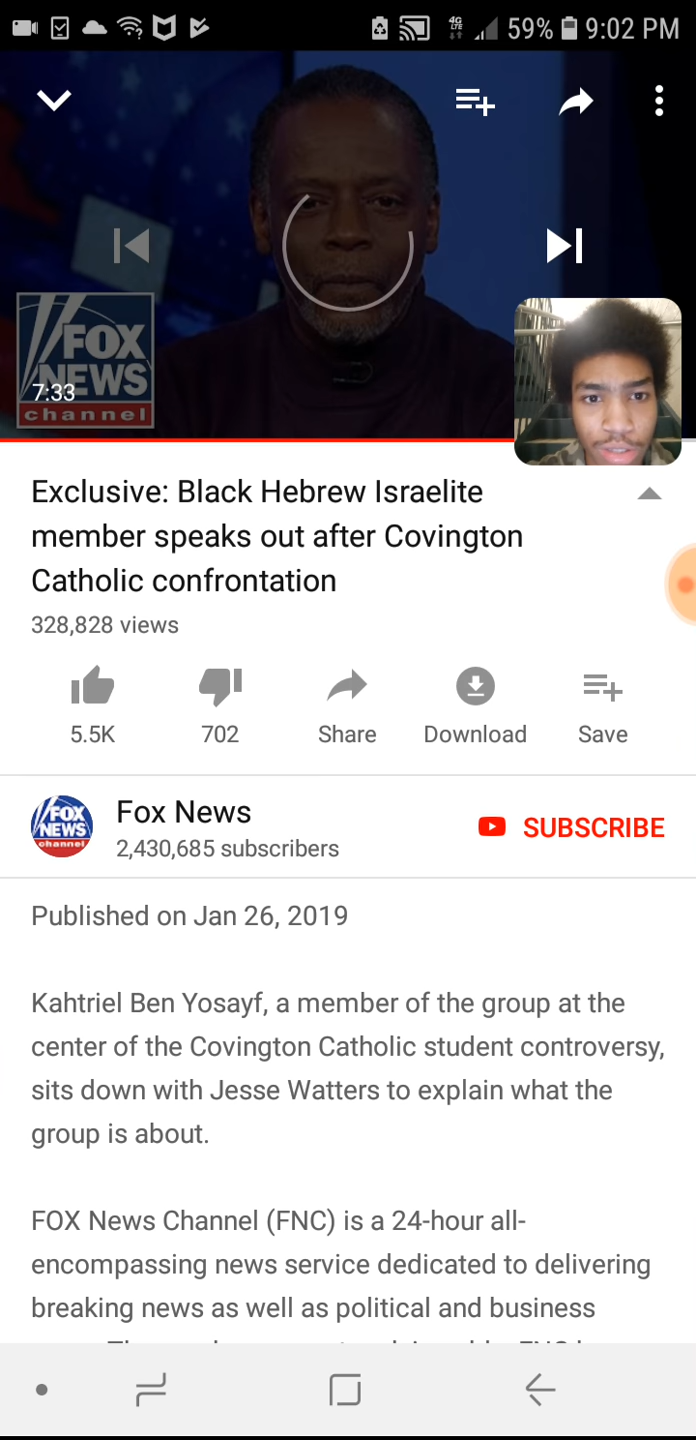 4G
LTE
59%
9:02 PM
FOX
NEWS
channel
7:33
Exclusive: Black Hebrew Israelite
member speaks out after Covington
Catholic confrontation
328,828 views
5.5K
702
Share
Download
Save
FOX
NEWS
channel
Fox News
2,430,685 subscribers
SUBSCRIBE
Published on Jan 26, 2019
Kahtriel Ben Yosayf, a member of the group at the
center of the Covington Catholic student controversy,
sits down with Jesse Watters to explain what the
group is about.
FOX News Channel (FNC) is a 24-hour all-
encompassing news service dedicated to delivering
breaking news as well as political and business